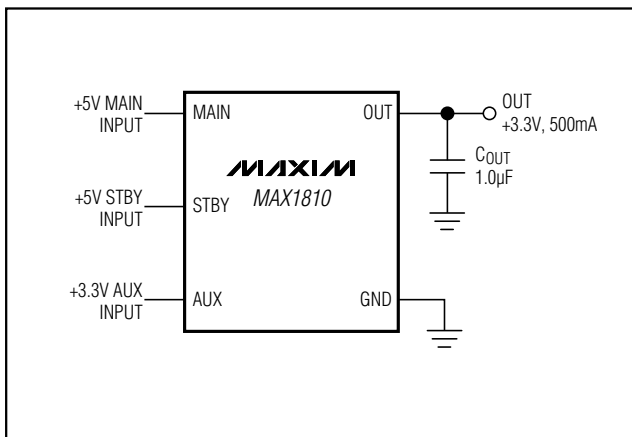 +5V MAIN
INPUT
MAIN
OUT
OUT
+3.3V, 500mA
COUT
1.0µF
MAXIM
MAX1810
+5V STBY
INPUT
STBY
+3.3V AUX
INPUT
AUX
GND